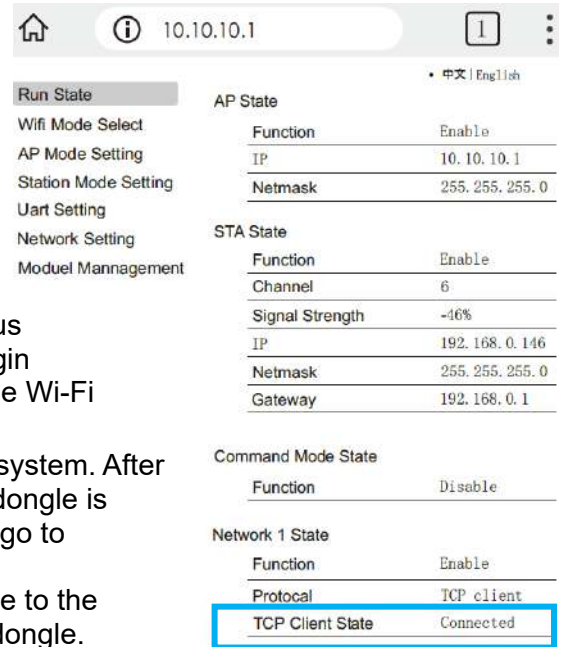 10.10.10.1 1
• 中文 | English
Run State
Wifi Mode Select
AP Mode Setting
Station Mode Setting
Uart Setting
Network Setting
Moduel Mannagement
AP State
Function Enable
IP 10.10.10.1
Netmask 255.255.255.0
STA State
Function Enable
Channel 6
Signal Strength -46%
IP 192.168.0.146
Netmask 255.255.255.0
Gateway 192.168.0.1
Command Mode State
Function Disable
Network 1 State
Function Enable
Protocal TCP client
TCP Client State Connected
us
gin
e Wi-Fi
system. After
dongle is
go to
e to the
dongle.